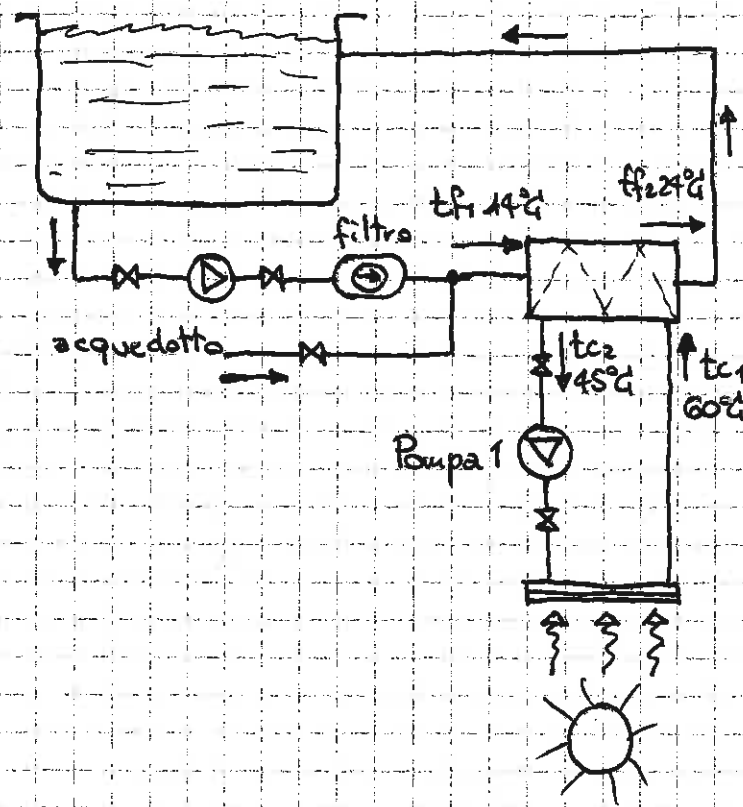 tf1 14°C
tf2 24°C
filtro
acquedotto
tc2
45°C
tc1
60°C
Pompa 1